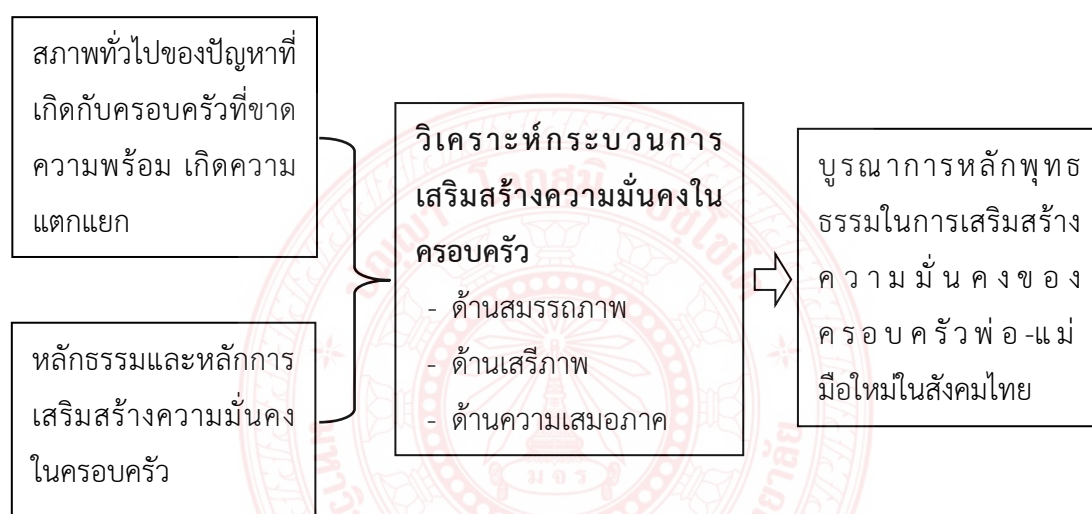 สภาพทั่วไปของปัญหาที่
เกิดกับครอบครัวที่ขาด
ความพร้อม เกิดความ
แตกแยก
หลักธรรมและหลักการ
เสริมสร้างความมั่นคง
ในครอบครัว
วิเคราะห์กระบวนการ
เสริมสร้างความมั่นคงใน
ครอบครัว
- ด้านสมรรถภาพ
- ด้านเสรีภาพ
- ด้านความเสมอภาค
บูรณาการหลักพุทธ
ธรรมในการเสริมสร้าง
ความมั่นคงของ
ครอบครัวพ่อ-แม่
มือใหม่ในสังคมไทย
มจร